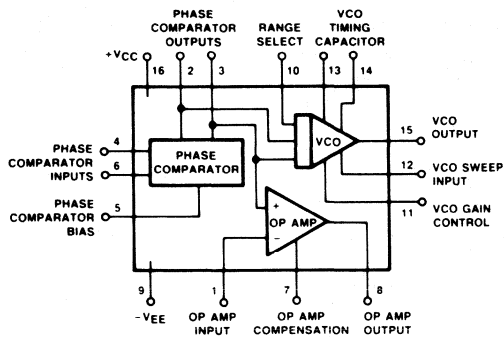 PHASE
COMPARATOR
OUTPUTS
RANGE
SELECT
VCO
TIMING
CAPACITOR
+VCC
16
2
3
10
13
14
4
PHASE
COMPARATOR
INPUTS
6
PHASE
COMPARATOR
VCO
15
VCO
OUTPUT
12
VCO SWEEP
INPUT
PHASE
COMPARATOR
BIAS
5
11
VCO GAIN
CONTROL
+
OP AMP
−
9
1
7
8
−VEE
OP AMP
INPUT
OP AMP
COMPENSATION
OP AMP
OUTPUT